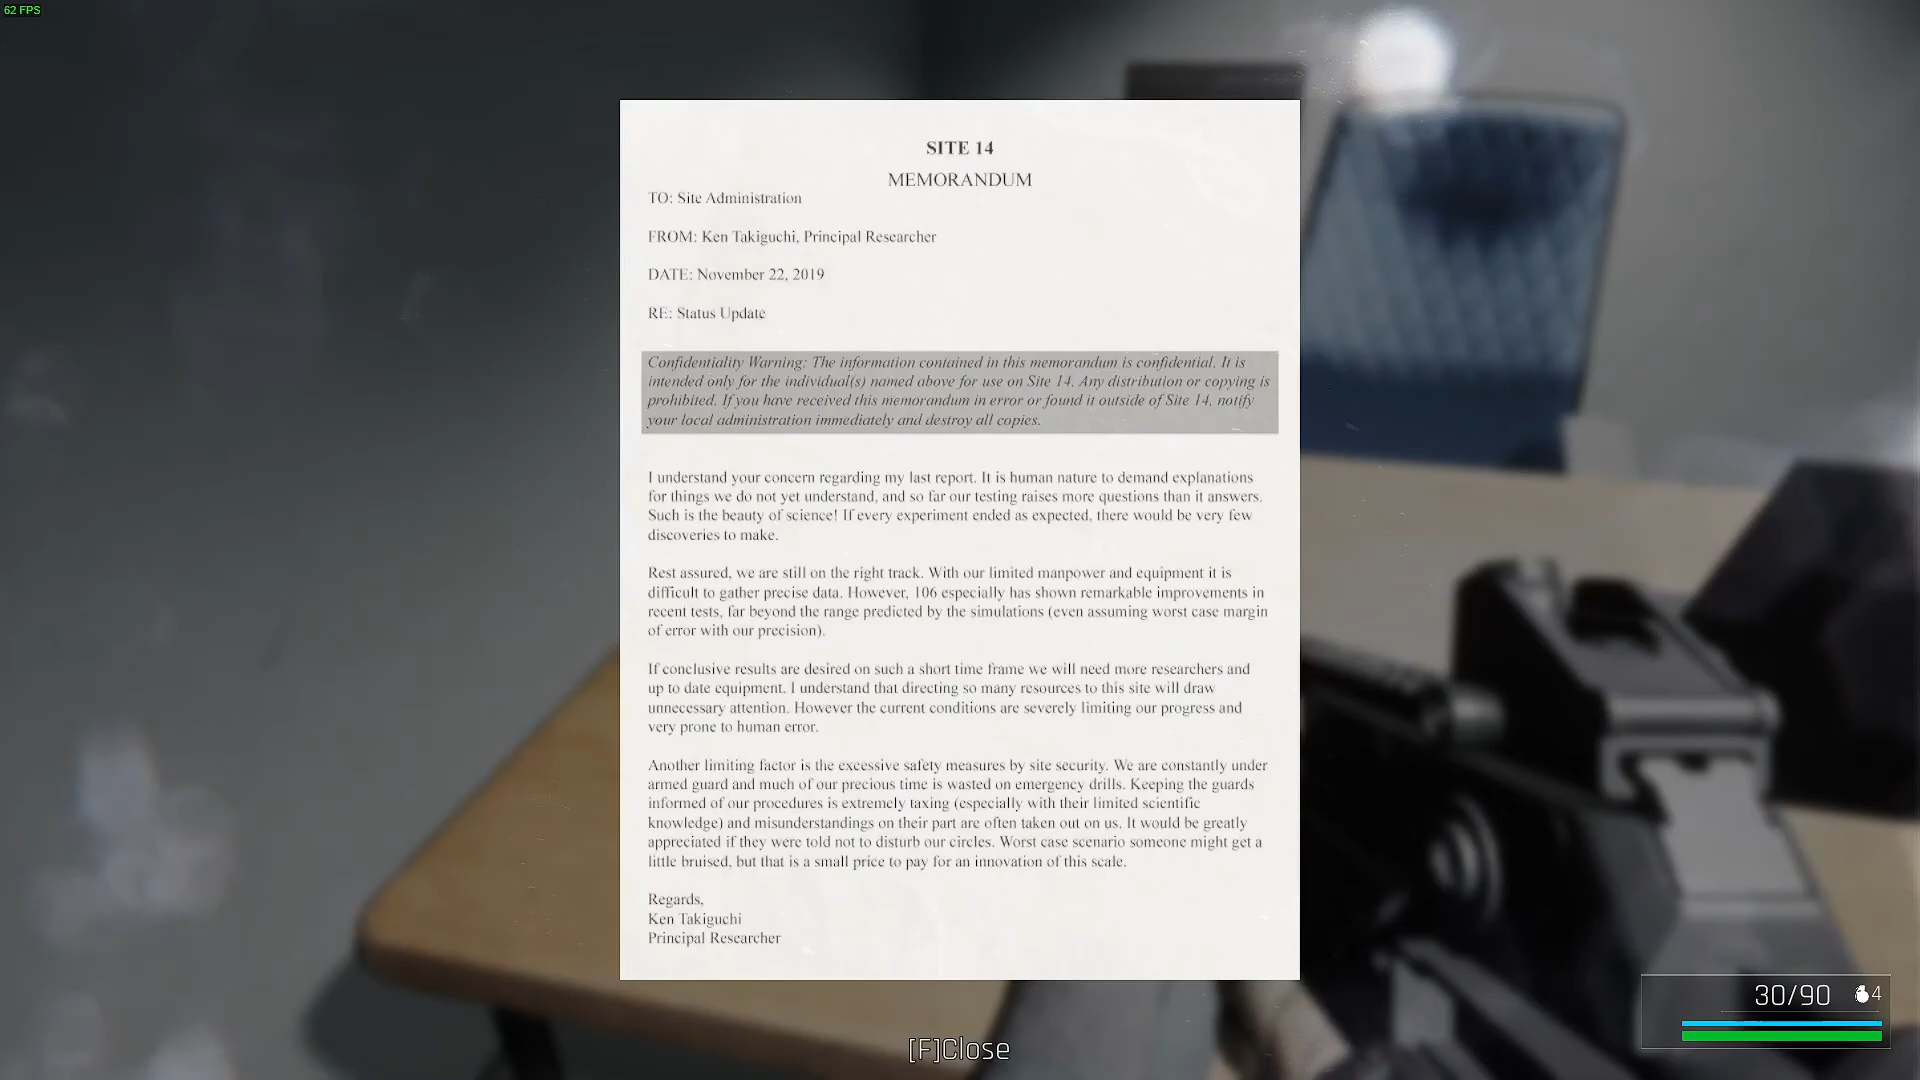 62 FPS
SITE 14
MEMORANDUM
TO: Site Administration
FROM: Ken Takiguchi, Principal Researcher
DATE: November 22, 2019
RE: Status Update
Confidentiality Warning: The information contained in this memorandum is confidential. It is
intended only for the individual(s) named above for use on Site 14. Any distribution or copying is
prohibited. If you have received this memorandum in error or found it outside of Site 14, notify
your local administration immediately and destroy all copies.
I understand your concern regarding my last report. It is human nature to demand explanations
for things we do not yet understand, and so far our testing raises more questions than it answers.
Such is the beauty of science! If every experiment ended as expected, there would be very few
discoveries to make.
Rest assured, we are still on the right track. With our limited manpower and equipment it is
difficult to gather precise data. However, 106 especially has shown remarkable improvements in
recent tests, far beyond the range predicted by the simulations (even assuming worst case margin
of error with our precision).
If conclusive results are desired on such a short time frame we will need more researchers and
up to date equipment. I understand that directing so many resources to this site will draw
unnecessary attention. However the current conditions are severely limiting our progress and
very prone to human error.
Another limiting factor is the excessive safety measures by site security. We are constantly under
armed guard and much of our precious time is wasted on emergency drills. Keeping the guards
informed of our procedures is extremely taxing (especially with their limited scientific
knowledge) and misunderstandings on their part are often taken out on us. It would be greatly
appreciated if they were told not to disturb our circles. Worst case scenario someone might get a
little bruised, but that is a small price to pay for an innovation of this scale.
Regards,
Ken Takiguchi
Principal Researcher
30/90 4
[F]Close